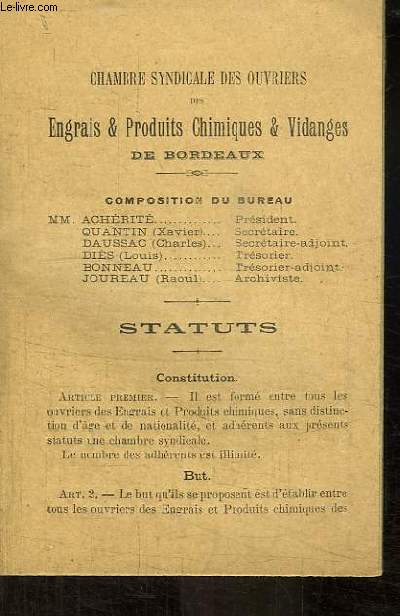 Le-livre.com
CHAMBRE SYNDICALE DES OUVRIERS
DES
Engrais & Produits Chimiques & Vidanges
DE BORDEAUX
COMPOSITION DU BUREAU
MM. ACHÉRITÉ............. Président.
QUANTIN (Xavier).... Secrétaire.
DAUSSAC (Charles)... Secrétaire-adjoint.
DIÈS (Louis)............ Trésorier.
BONNEAU............. Trésorier-adjoint.
JOUREAU (Raoul).... Archiviste.
STATUTS
Constitution.
ARTICLE PREMIER. — Il est formé entre tous les
ouvriers des Engrais et Produits chimiques, sans distinc-
tion d'âge et de nationalité, et adhérents aux présents
statuts une chambre syndicale.
Le nombre des adhérents est illimité.
But.
ART. 2. — Le but qu'ils se proposent est d'établir entre
tous les ouvriers des Engrais et Produits chimiques des